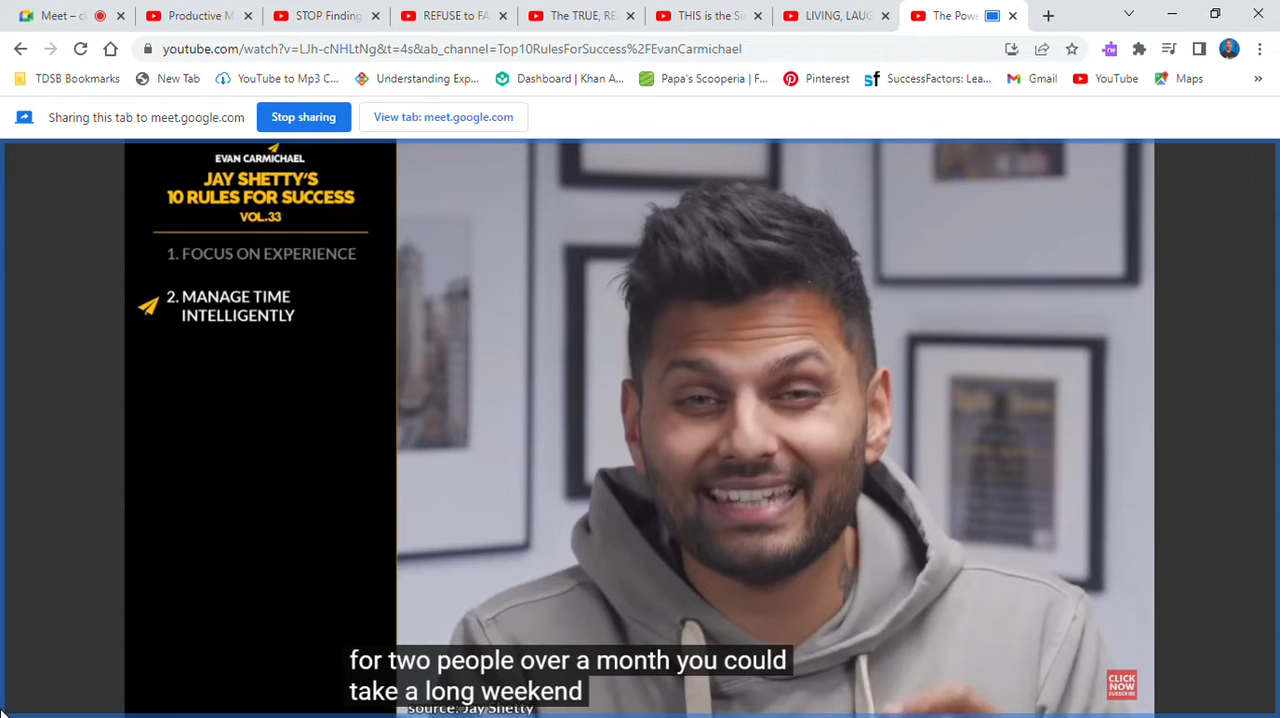 Meet – c
Productive M
STOP Finding
REFUSE to FA
The TRUE, RE
THIS is the Si
LIVING, LAUG
The Powe
youtube.com/watch?v=LJh-cNHLtNg&t=4s&ab_channel=Top10RulesForSuccess%2FEvanCarmichael
TDSB Bookmarks
New Tab
YouTube to Mp3 C...
Understanding Exp...
Dashboard | Khan A...
Papa's Scooperia | F...
Pinterest
SuccessFactors: Lea...
Gmail
YouTube
Maps
»
Sharing this tab to meet.google.com
Stop sharing
View tab: meet.google.com
EVAN CARMICHAEL
JAY SHETTY'S
10 RULES FOR SUCCESS
VOL.33
1. FOCUS ON EXPERIENCE
2. MANAGE TIME
INTELLIGENTLY
for two people over a month you could
take a long weekend
source: Jay Shetty
CLICK
NOW
SUBSCRIBE